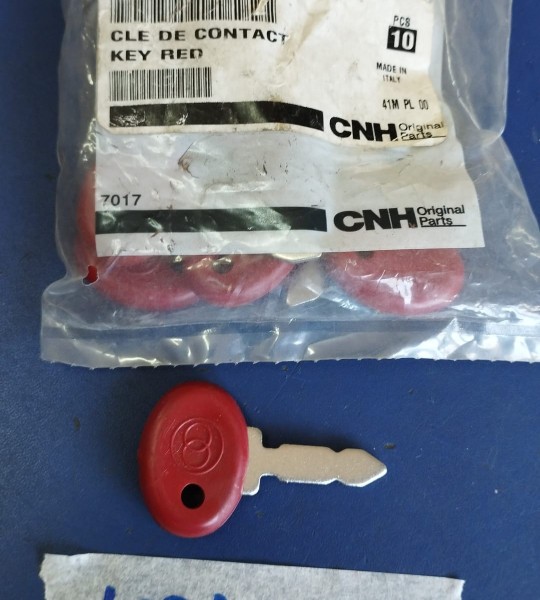 CLE DE CONTACT
KEY RED
PCS
10
MADE IN
ITALY
41M PL 00
CNH Original
Parts
7017
CNH Original
Parts